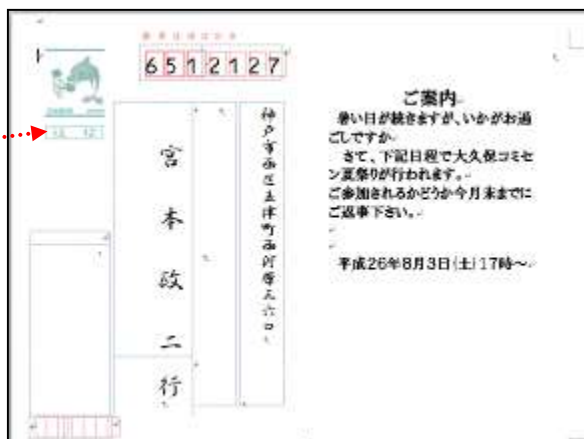 6512127
神戸市西区玉津町西河原三六〇
宮本政二 行
ご案内
暑い日が続きますが、いかがお過
ごしですか
さて、下記日程で大久保コミセ
ン夏祭りが行われます。
ご参加されるかどうか今月末までに
ご返事下さい。
平成26年8月3日(土)17時～